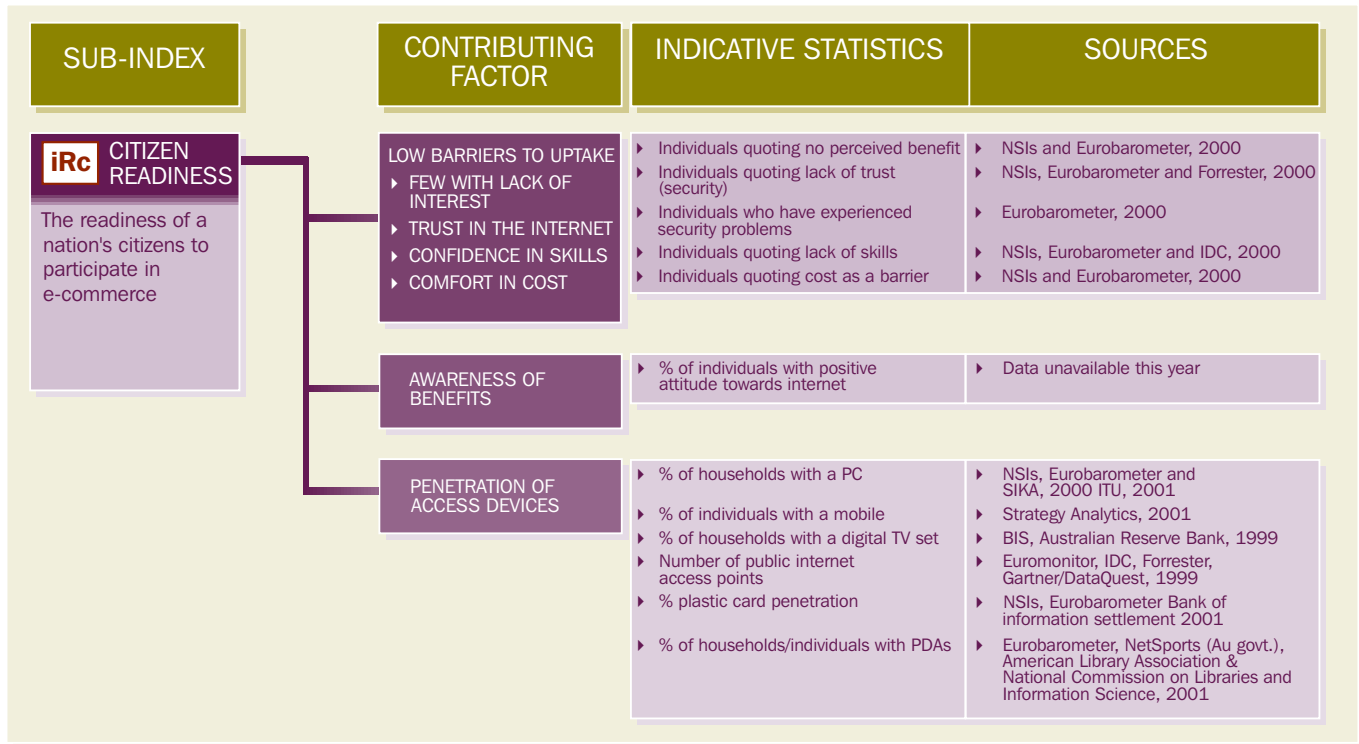 SUB-INDEX
CONTRIBUTING
FACTOR
INDICATIVE STATISTICS
SOURCES
iRc
CITIZEN
READINESS
The readiness of a
nation's citizens to
participate in
e-commerce
LOW BARRIERS TO UPTAKE
FEW WITH LACK OF
INTEREST
TRUST IN THE INTERNET
CONFIDENCE IN SKILLS
COMFORT IN COST
Individuals quoting no perceived benefit
NSIs and Eurobarometer, 2000
Individuals quoting lack of trust
(security)
NSIs, Eurobarometer and Forrester, 2000
Individuals who have experienced
security problems
Eurobarometer, 2000
Individuals quoting lack of skills
NSIs, Eurobarometer and IDC, 2000
Individuals quoting cost as a barrier
NSIs and Eurobarometer, 2000
AWARENESS OF
BENEFITS
% of individuals with positive
attitude towards internet
Data unavailable this year
PENETRATION OF
ACCESS DEVICES
% of households with a PC
NSIs, Eurobarometer and
SIKA, 2000 ITU, 2001
% of individuals with a mobile
Strategy Analytics, 2001
% of households with a digital TV set
BIS, Australian Reserve Bank, 1999
Number of public internet
access points
Euromonitor, IDC, Forrester,
Gartner/DataQuest, 1999
% plastic card penetration
NSIs, Eurobarometer Bank of
information settlement 2001
% of households/individuals with PDAs
Eurobarometer, NetSports (Au govt.),
American Library Association &
National Commission on Libraries and
Information Science, 2001